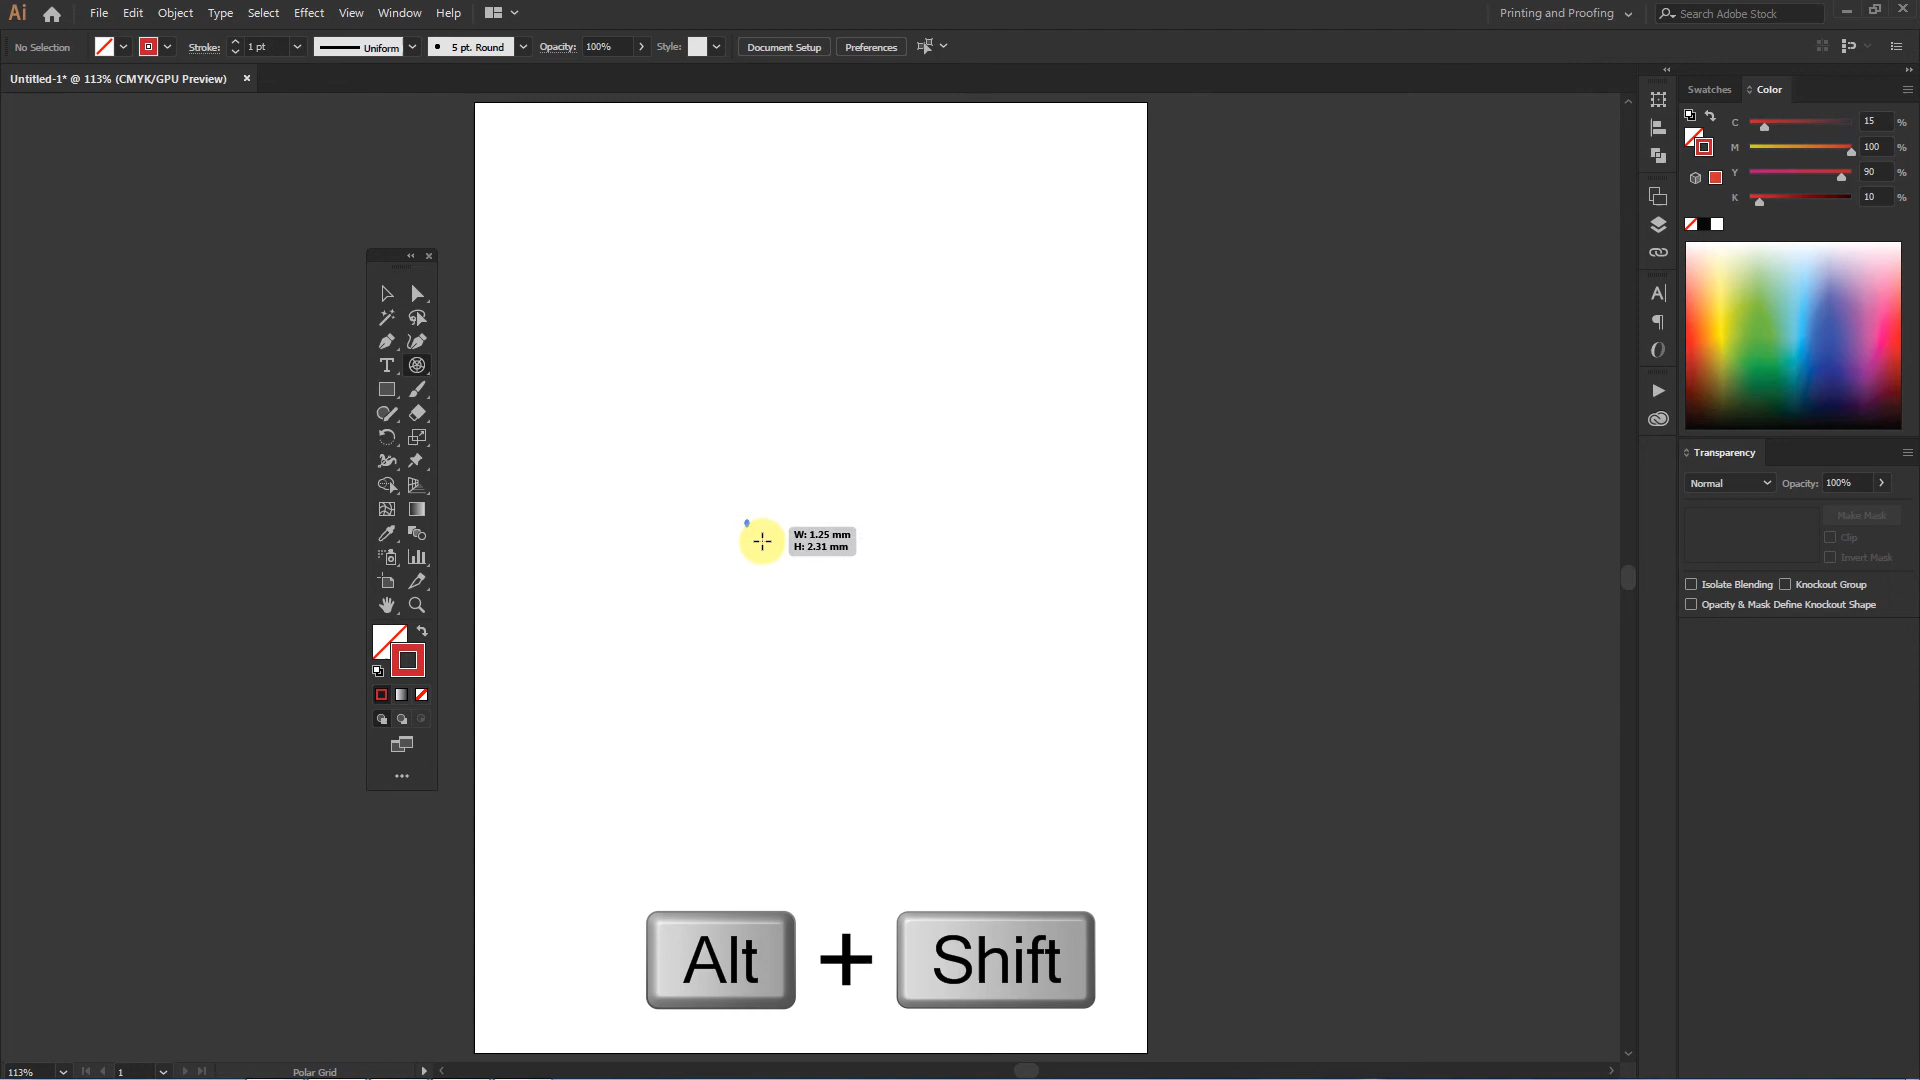 Ai File Edit Object Type Select Effect View Window Help Printing and Proofing Search Adobe Stock
No Selection Stroke: 1 pt Uniform 5 pt. Round Opacity: 100% Style: Document Setup Preferences
Untitled-1* @ 113% (CMYK/GPU Preview)
Swatches Color
C 15 %
M 100 %
Y 90 %
K 10 %
Transparency
Normal Opacity: 100%
Make Mask
Clip
Invert Mask
Isolate Blending Knockout Group
Opacity & Mask Define Knockout Shape
W: 1.25 mm
H: 2.31 mm
Alt + Shift
113% 1 Polar Grid